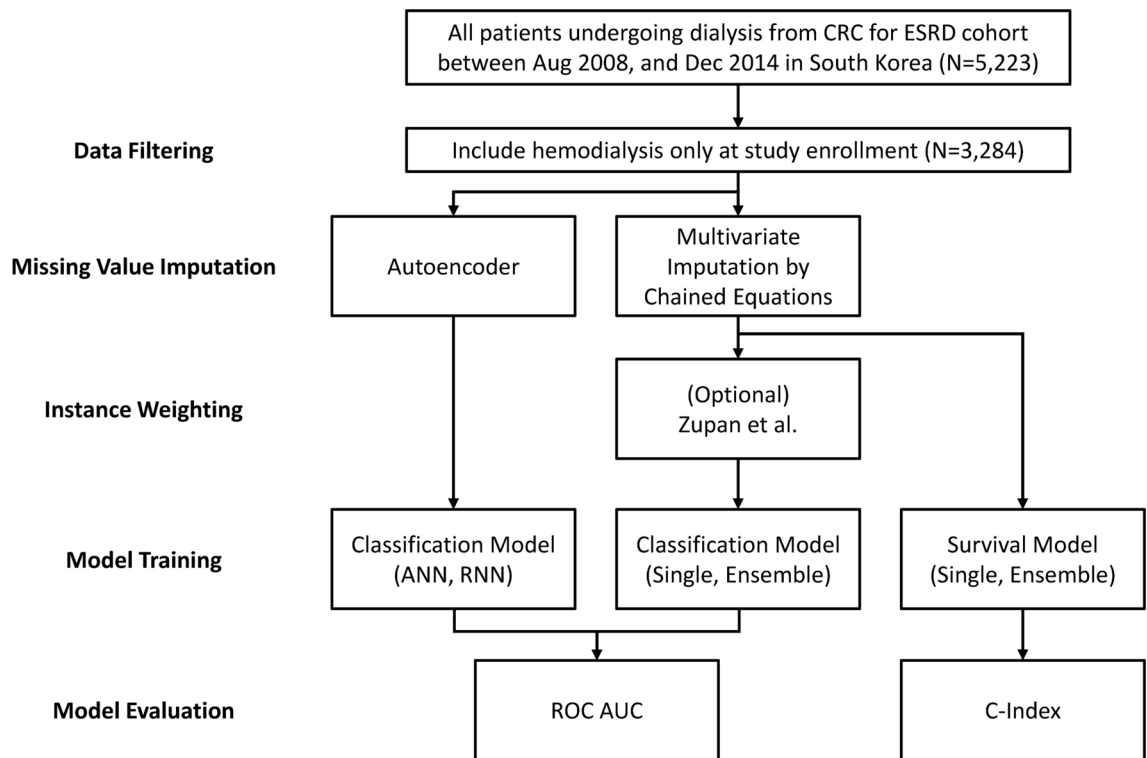 All patients undergoing dialysis from CRC for ESRD cohort
between Aug 2008, and Dec 2014 in South Korea (N=5,223)
Data Filtering
Include hemodialysis only at study enrollment (N=3,284)
Missing Value Imputation
Autoencoder
Multivariate
Imputation by
Chained Equations
Instance Weighting
(Optional)
Zupan et al.
Model Training
Classification Model
(ANN, RNN)
Classification Model
(Single, Ensemble)
Survival Model
(Single, Ensemble)
Model Evaluation
ROC AUC
C-Index